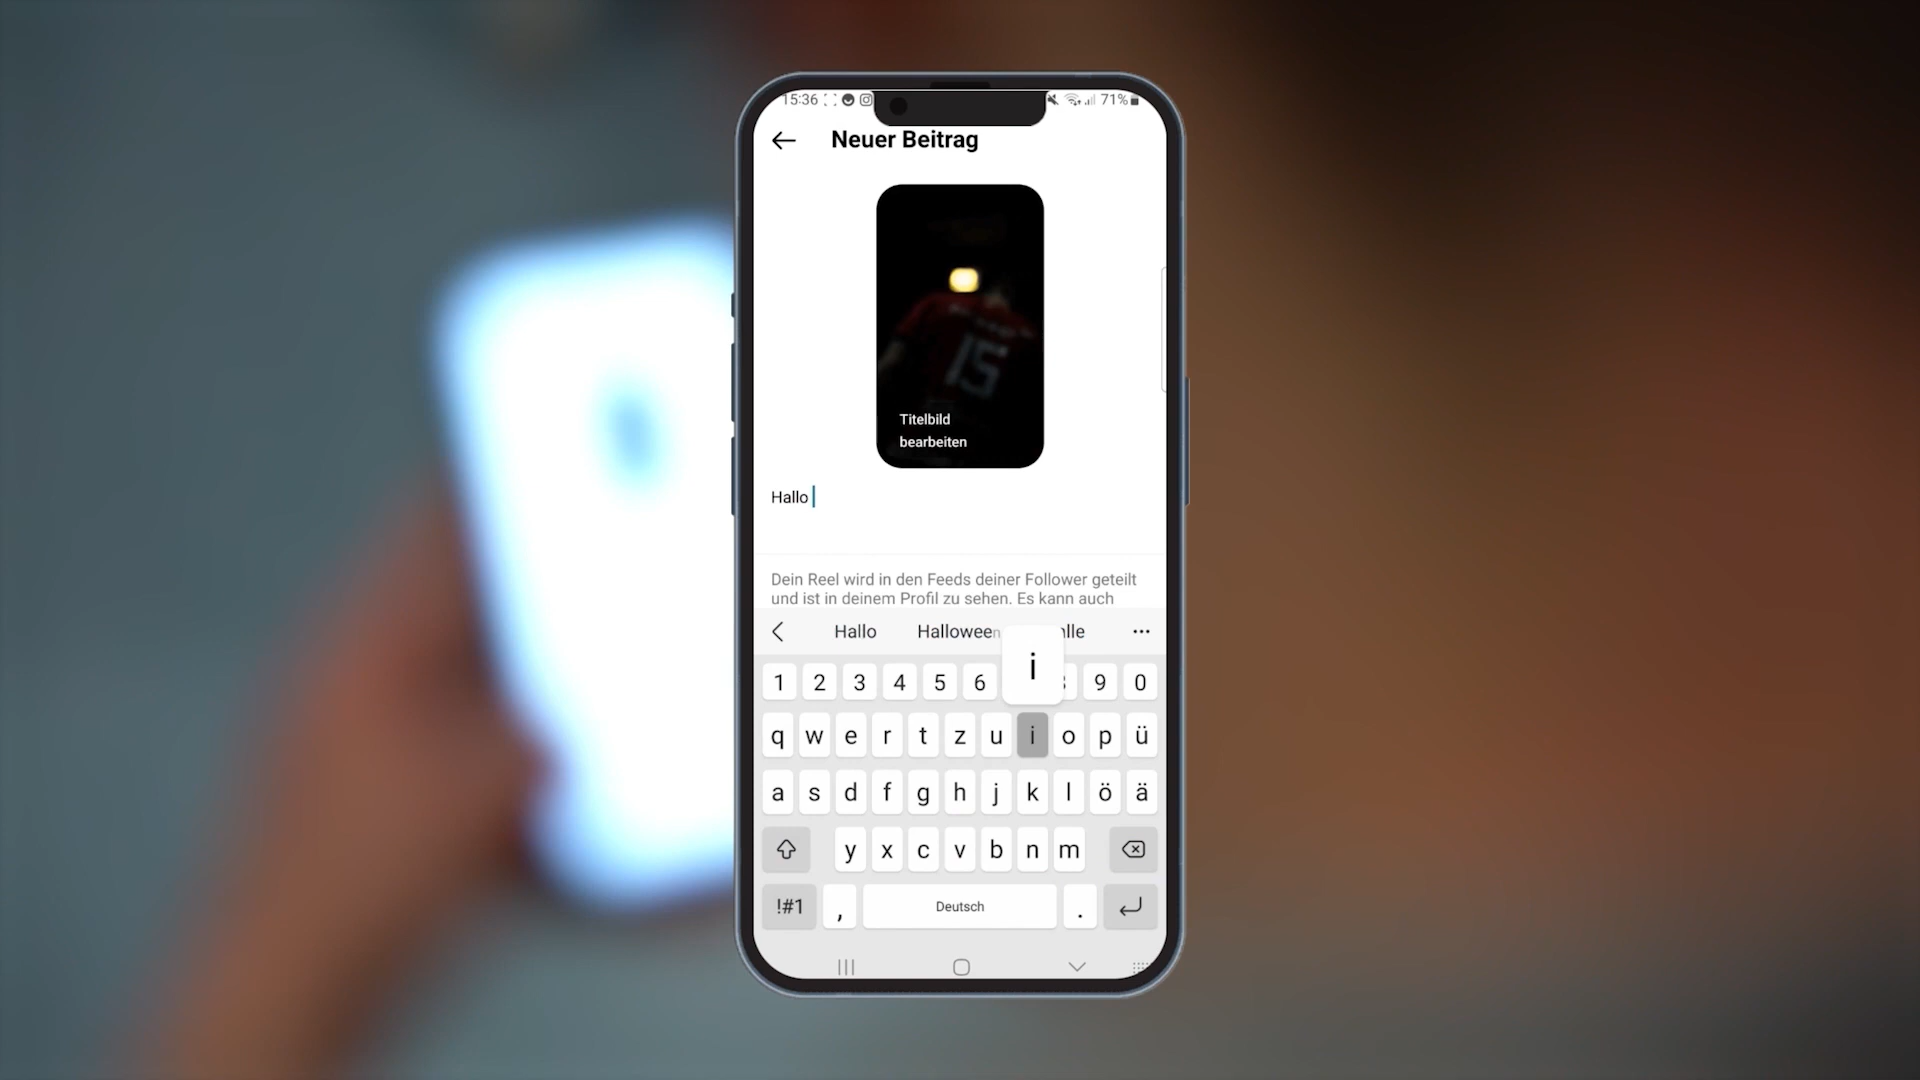 15:36 71%
Neuer Beitrag
15
Titelbild
bearbeiten
Hallo
Dein Reel wird in den Feeds deiner Follower geteilt
und ist in deinem Profil zu sehen. Es kann auch
Hallo Halloween
i
1 2 3 4 5 6 9 0
q w e r t z u i o p ü
a s d f g h j k l ö ä
y x c v b n m
!#1 , Deutsch .